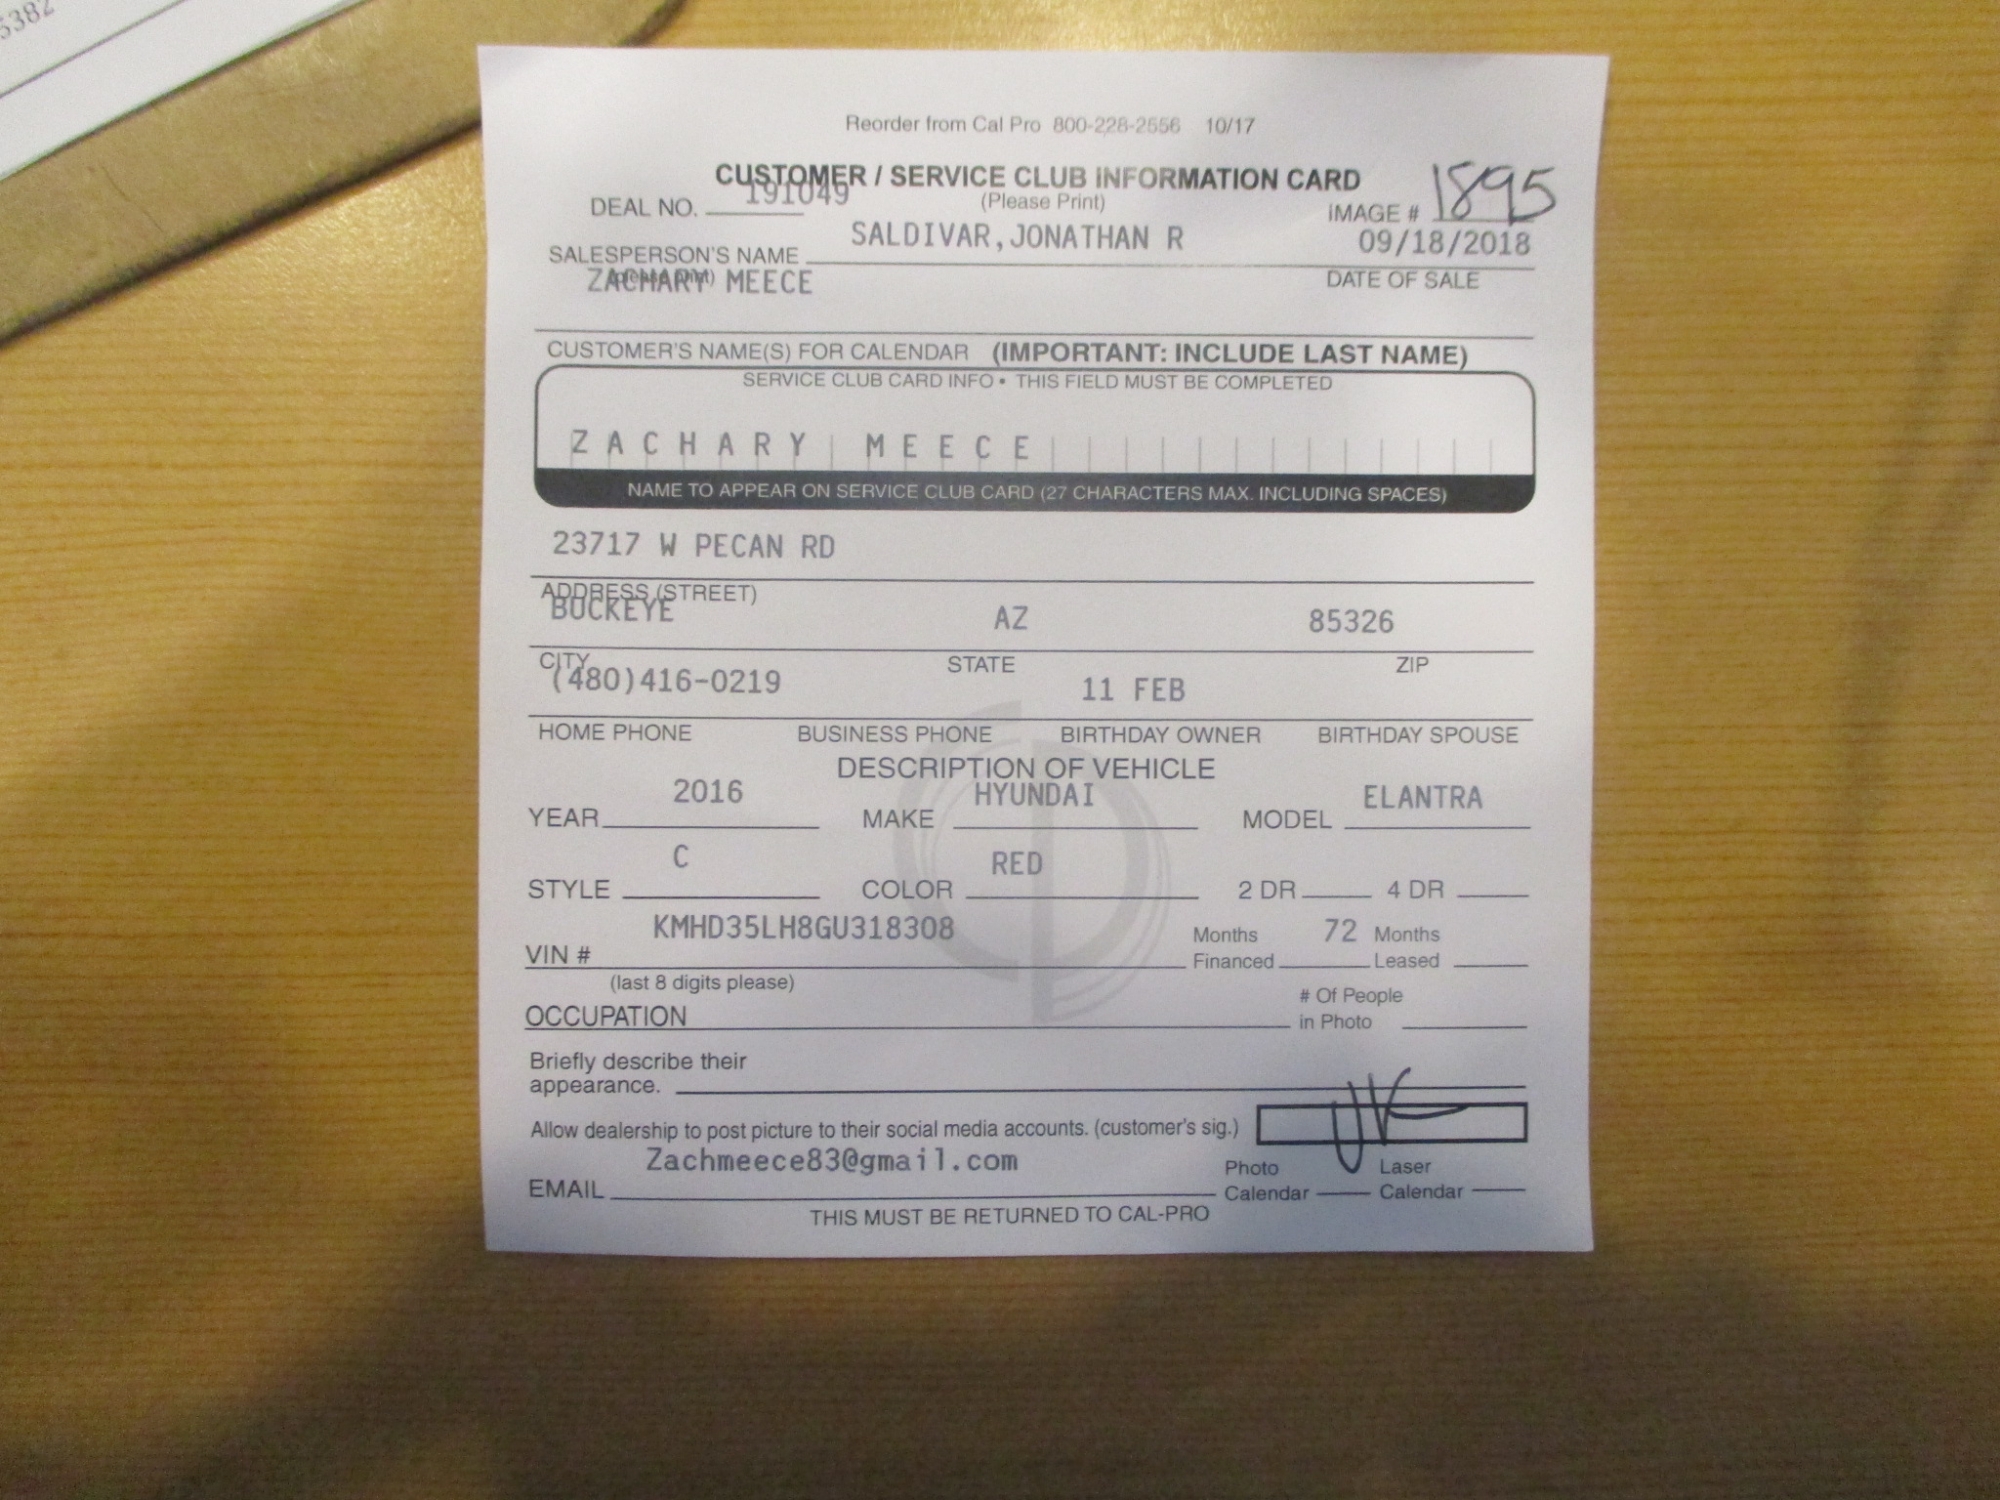 5382
Reorder from Cal Pro 800-228-2556 10/17
CUSTOMER / SERVICE CLUB INFORMATION CARD
DEAL NO. 191049 (Please Print) IMAGE # 1895
SALESPERSON'S NAME SALDIVAR,JONATHAN R 09/18/2018
(please print) DATE OF SALE
ZACHARY MEECE
CUSTOMER'S NAME(S) FOR CALENDAR (IMPORTANT: INCLUDE LAST NAME)
SERVICE CLUB CARD INFO • THIS FIELD MUST BE COMPLETED
ZACHARY MEECE
NAME TO APPEAR ON SERVICE CLUB CARD (27 CHARACTERS MAX. INCLUDING SPACES)
23717 W PECAN RD
ADDRESS (STREET)
BUCKEYE AZ 85326
CITY STATE ZIP
(480)416-0219 11 FEB
HOME PHONE BUSINESS PHONE BIRTHDAY OWNER BIRTHDAY SPOUSE
DESCRIPTION OF VEHICLE
YEAR 2016 MAKE HYUNDAI MODEL ELANTRA
STYLE C COLOR RED 2 DR 4 DR
VIN # KMHD35LH8GU318308 Months Financed 72 Months Leased
(last 8 digits please)
OCCUPATION # Of People in Photo
Briefly describe their
appearance.
Allow dealership to post picture to their social media accounts. (customer's sig.)
EMAIL Zachmeece83@gmail.com Photo Calendar Laser Calendar
THIS MUST BE RETURNED TO CAL-PRO